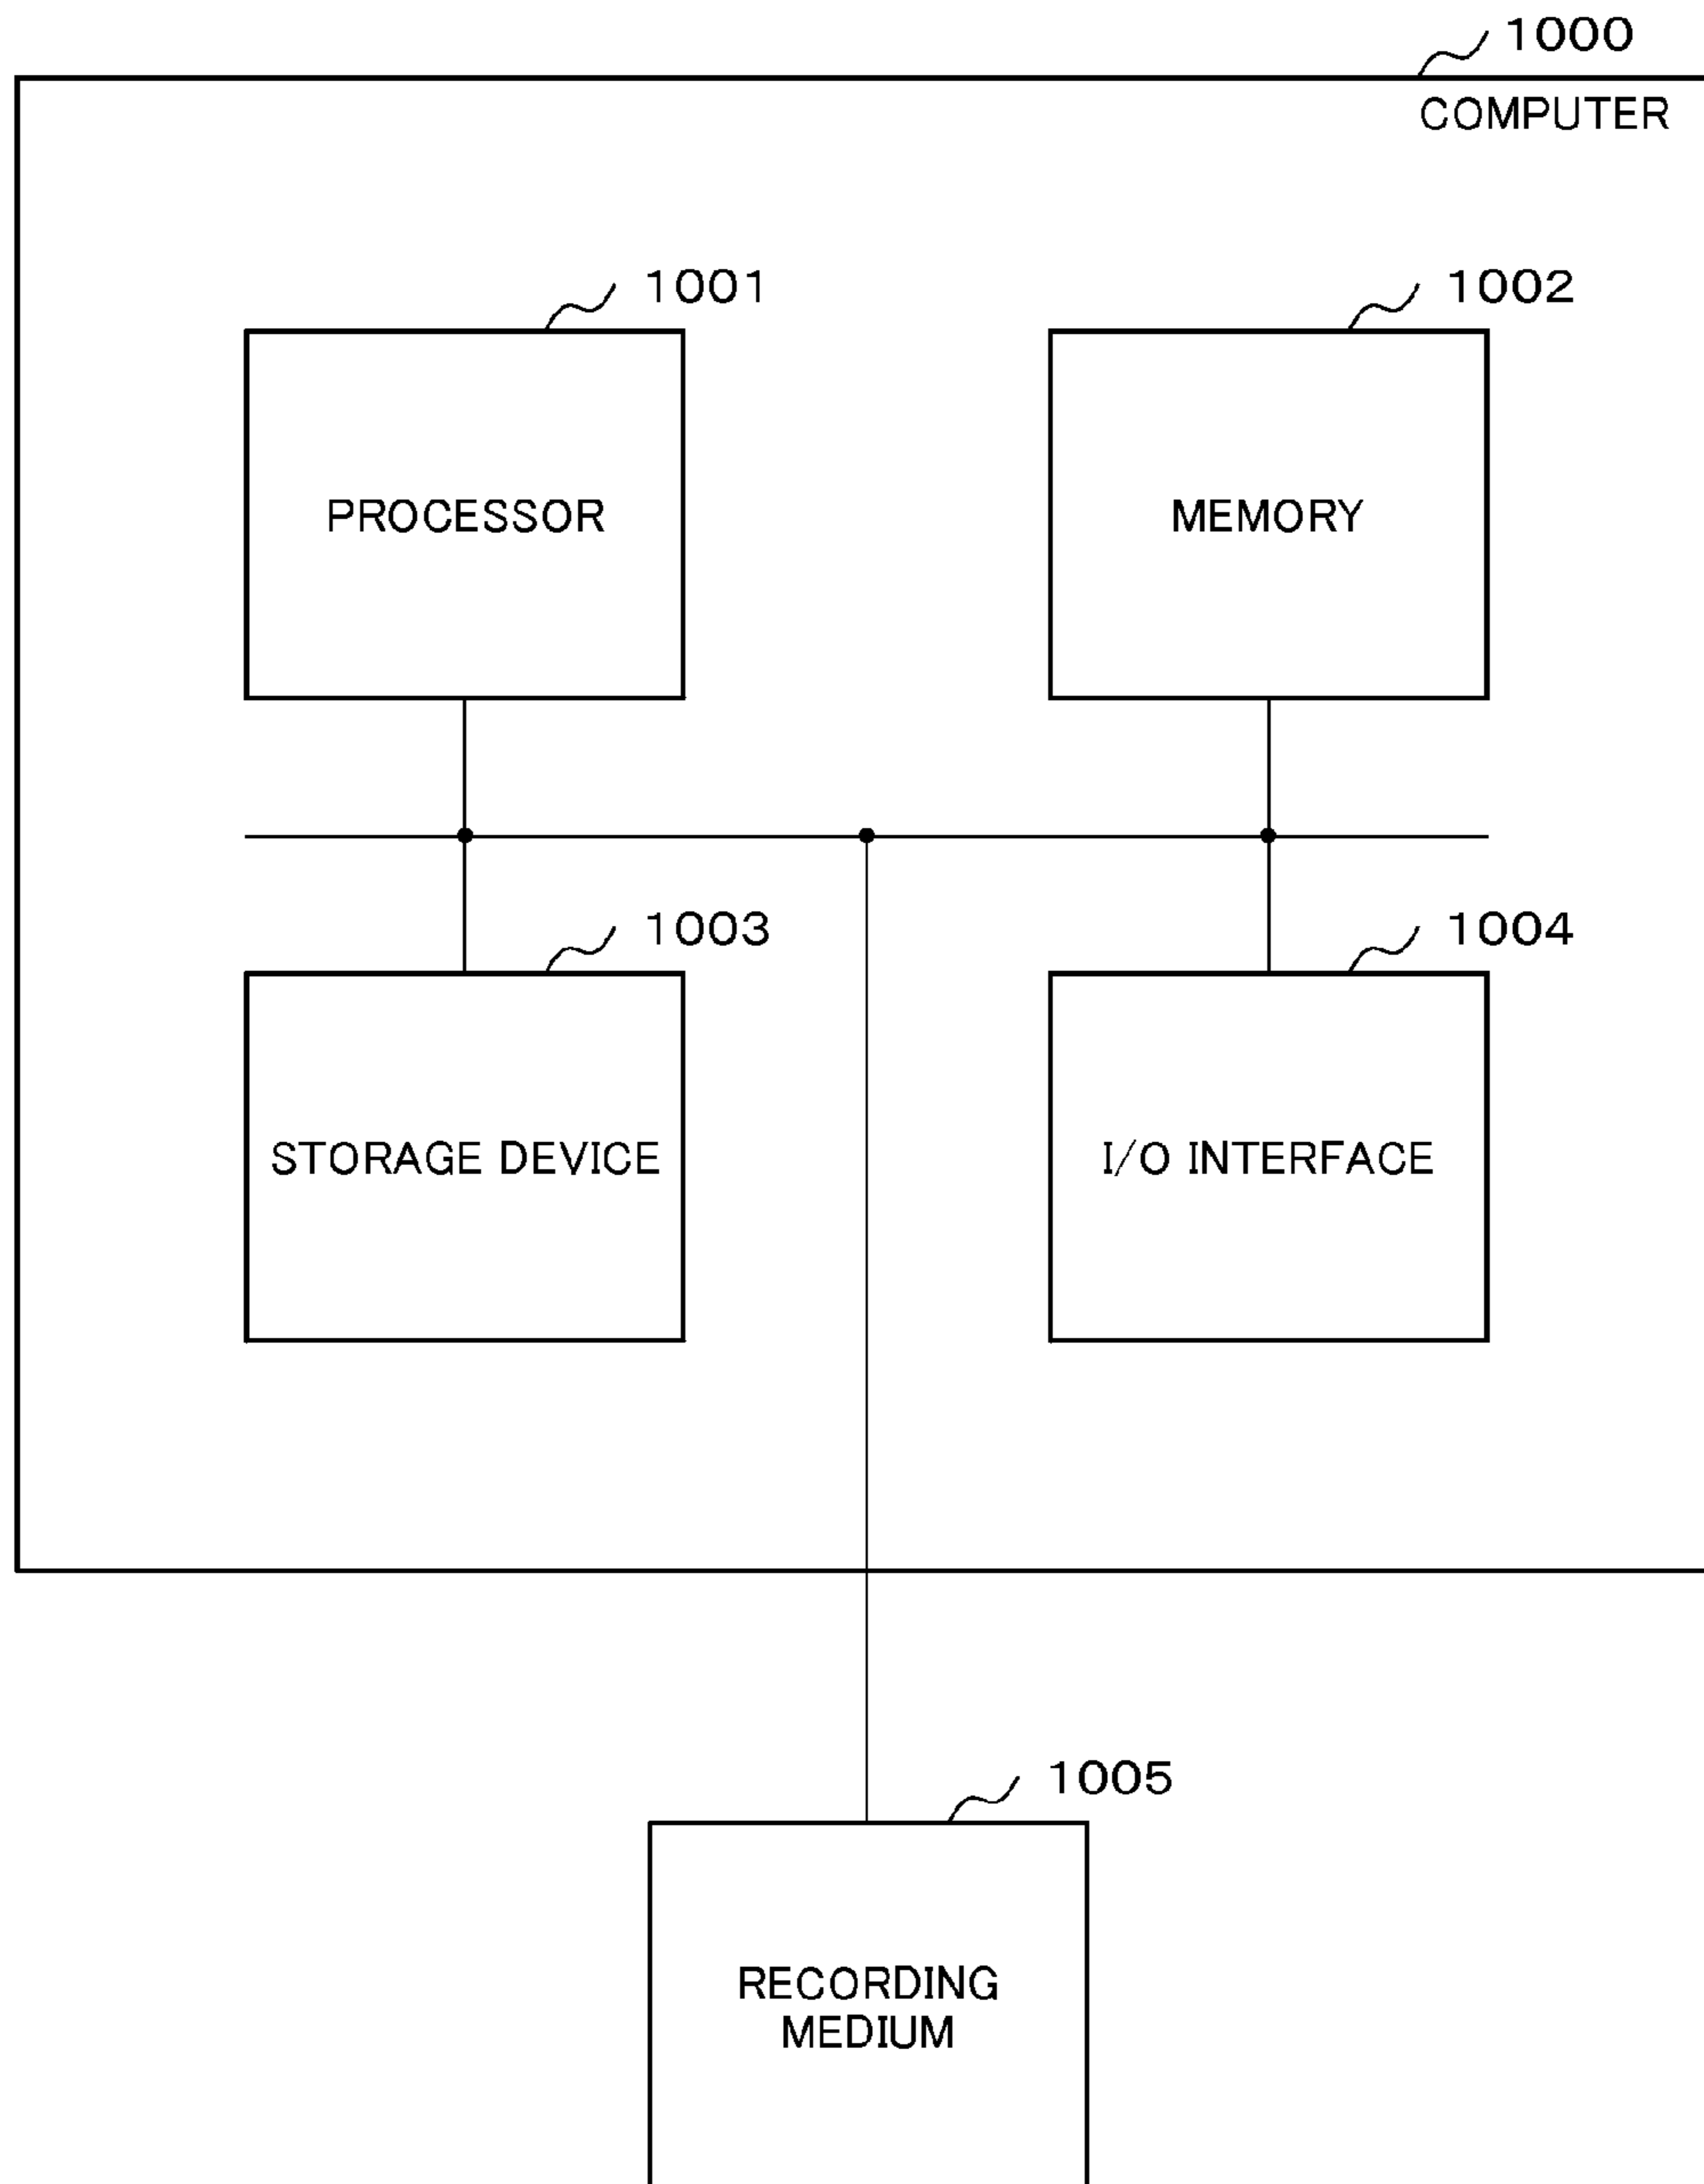 1000
COMPUTER
1001
1002
PROCESSOR
MEMORY
1003
1004
STORAGE DEVICE
I/O INTERFACE
1005
RECORDING
MEDIUM